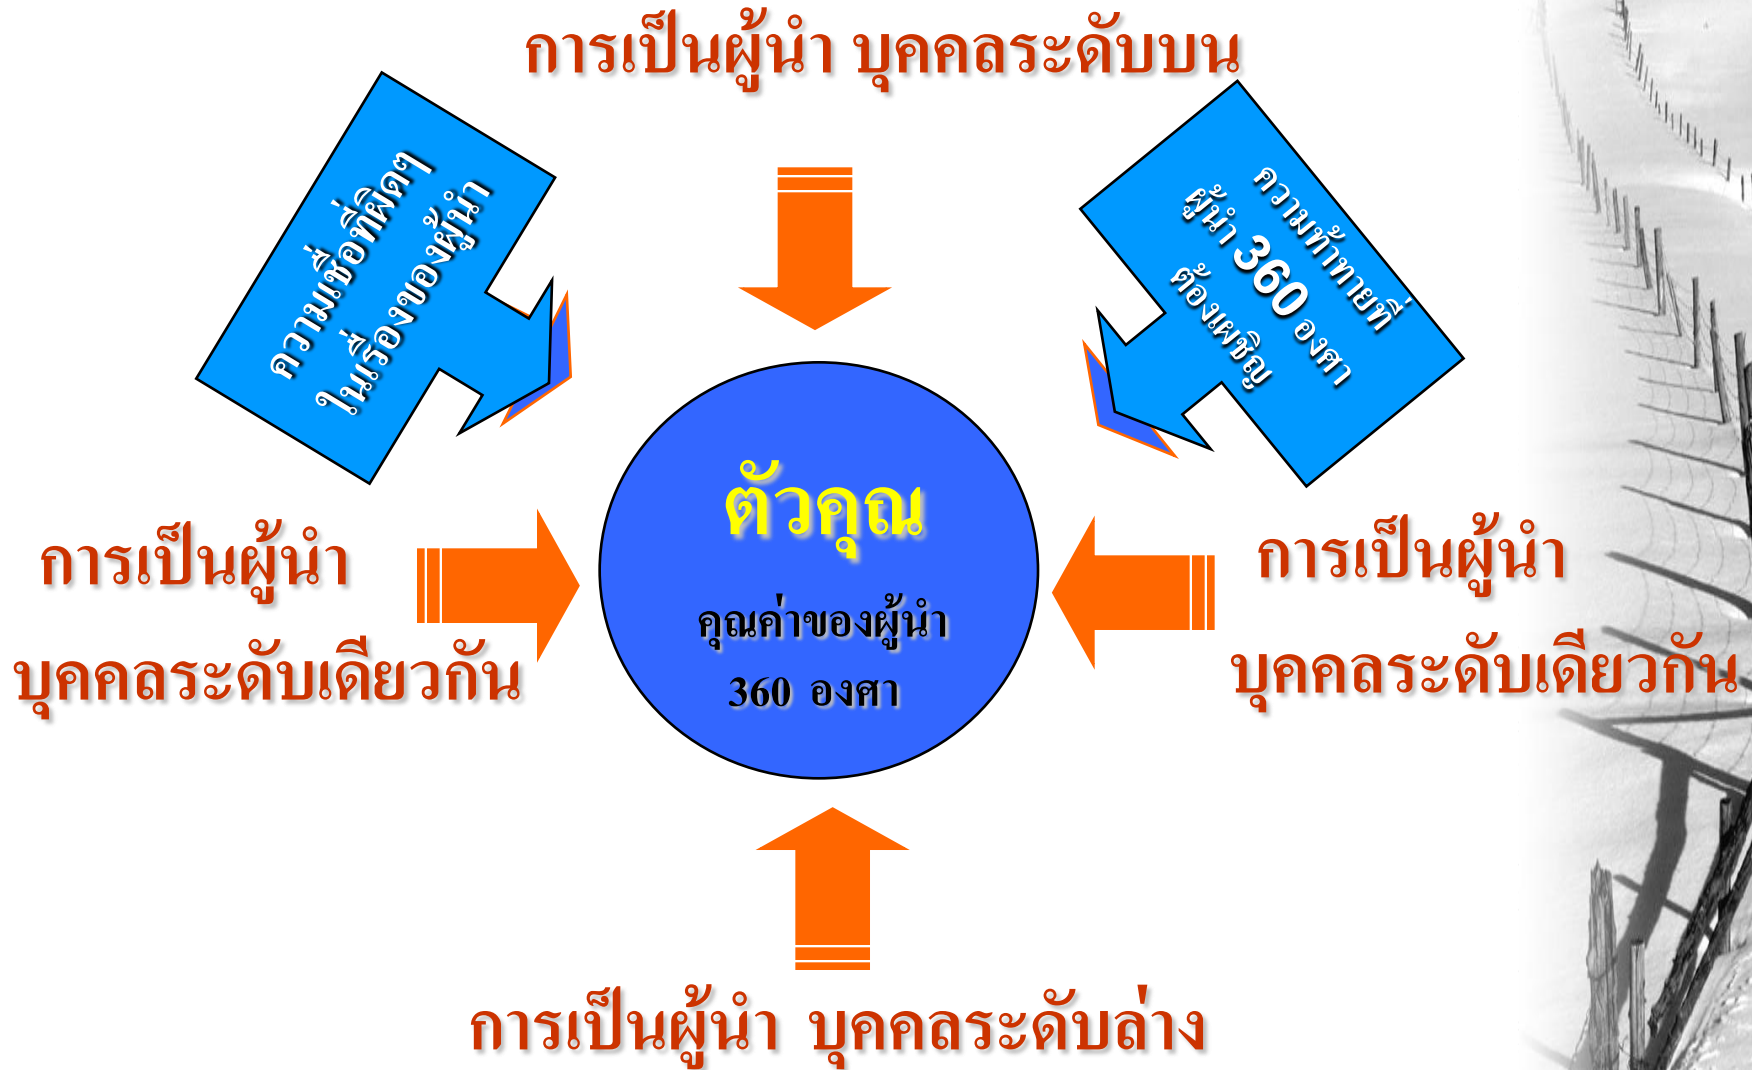 การเป็นผู้นำ บุคคลระดับบน
ความเชื่อที่ผิดๆ
ในเรื่องของผู้นำ
ความท้าทายที่
ผู้นำ 360 องศา
ต้องเผชิญ
ตัวคุณ
คุณค่าของผู้นำ
360 องศา
การเป็นผู้นำ
บุคคลระดับเดียวกัน
การเป็นผู้นำ
บุคคลระดับเดียวกัน
การเป็นผู้นำ บุคคลระดับล่าง